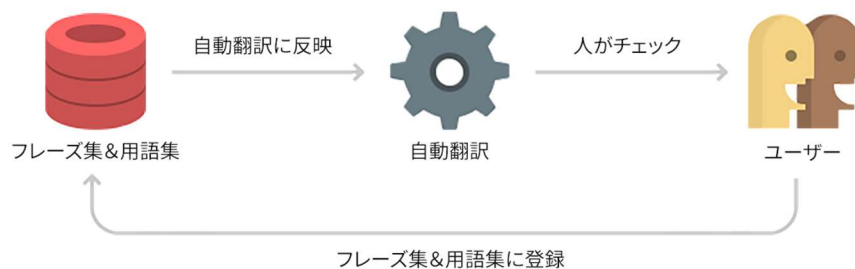 自動翻訳に反映
人がチェック
フレーズ集&用語集
自動翻訳
ユーザー
フレーズ集&用語集に登録